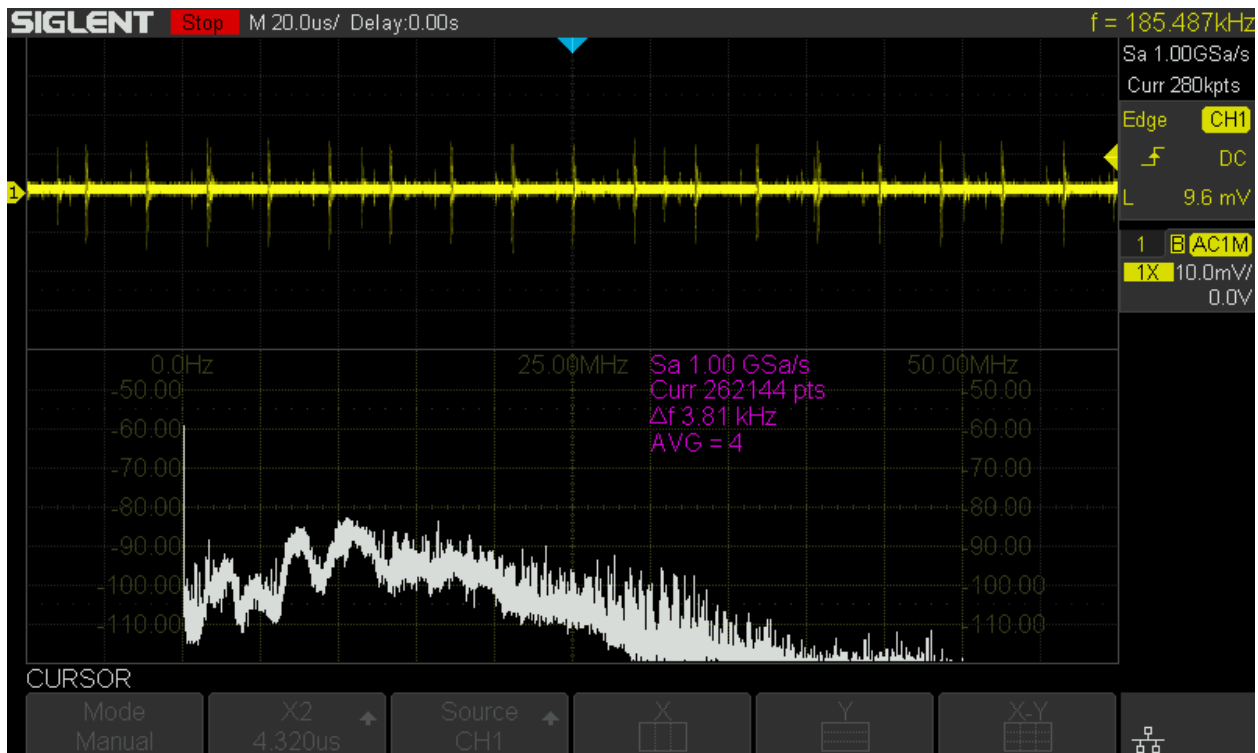 SIGLENT Stop M 20.0us/ Delay:0.00s f = 185.487kHz
Sa 1.00GSa/s
Curr 280kpts
Edge CH1
DC
L 9.6 mV
1
1 B AC1M
1X 10.0mV/
0.0V
0.0Hz 25.00MHz 50.00MHz
Sa 1.00 GSa/s
Curr 262144 pts
Δf 3.81 kHz
AVG = 4
-50.00 -50.00
-60.00 -60.00
-70.00 -70.00
-80.00 -80.00
-90.00 -90.00
-100.00 -100.00
-110.00 -110.00
CURSOR
Mode X2 Source X Y X-Y
Manual 4.320us CH1